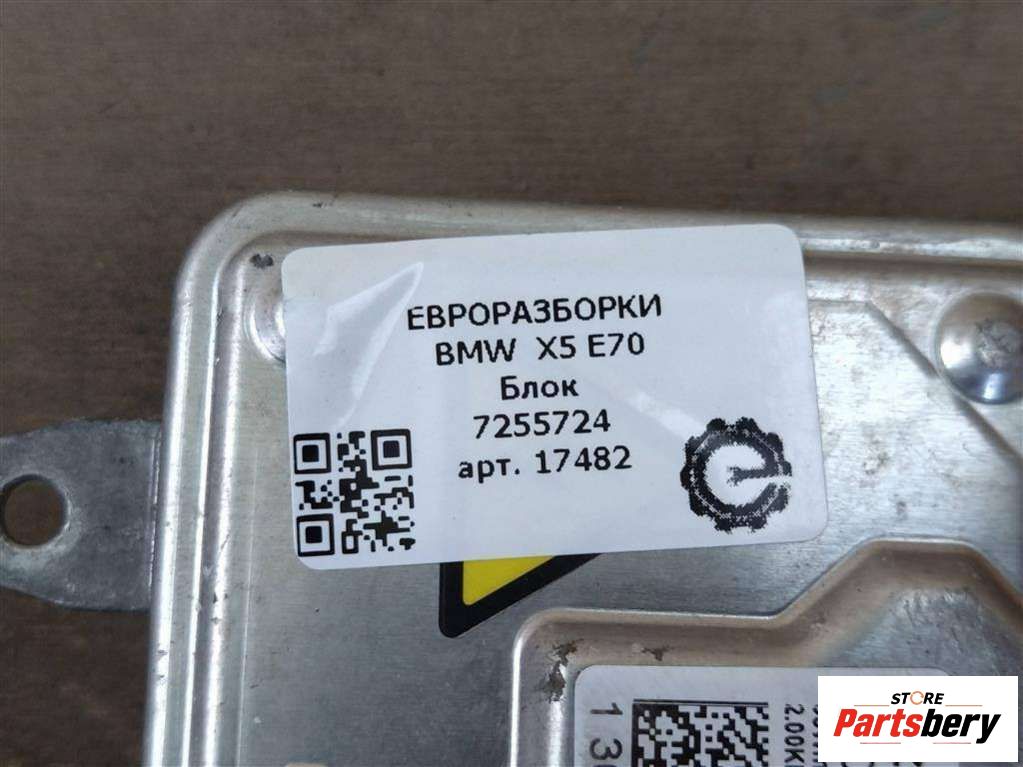 ЕВРОРАЗБОРКИ
BMW X5 E70
Блок
7255724
арт. 17482
STORE
Partsbery